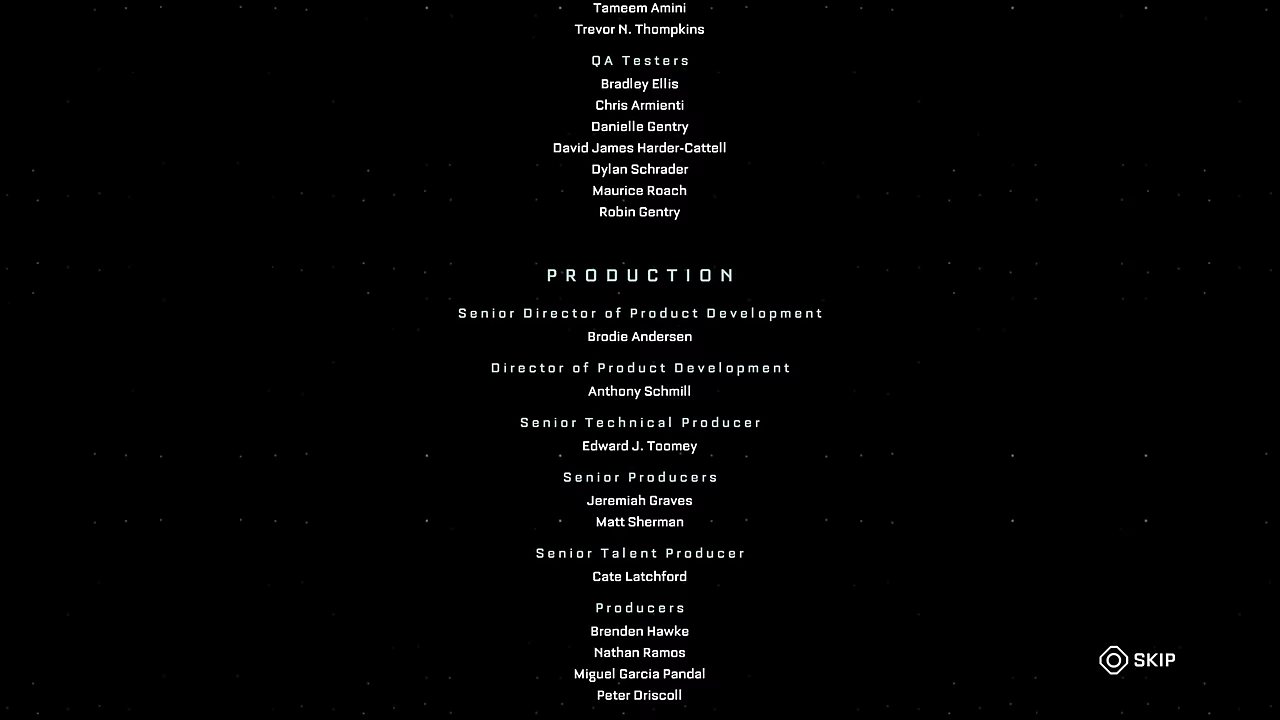 Tameem Amini
Trevor N. Thompkins
QA Testers
Bradley Ellis
Chris Armienti
Danielle Gentry
David James Harder-Cattell
Dylan Schrader
Maurice Roach
Robin Gentry
PRODUCTION
Senior Director of Product Development
Brodie Andersen
Director of Product Development
Anthony Schmill
Senior Technical Producer
Edward J. Toomey
Senior Producers
Jeremiah Graves
Matt Sherman
Senior Talent Producer
Cate Latchford
Producers
Brenden Hawke
Nathan Ramos
Miguel Garcia Pandal
Peter Driscoll
SKIP